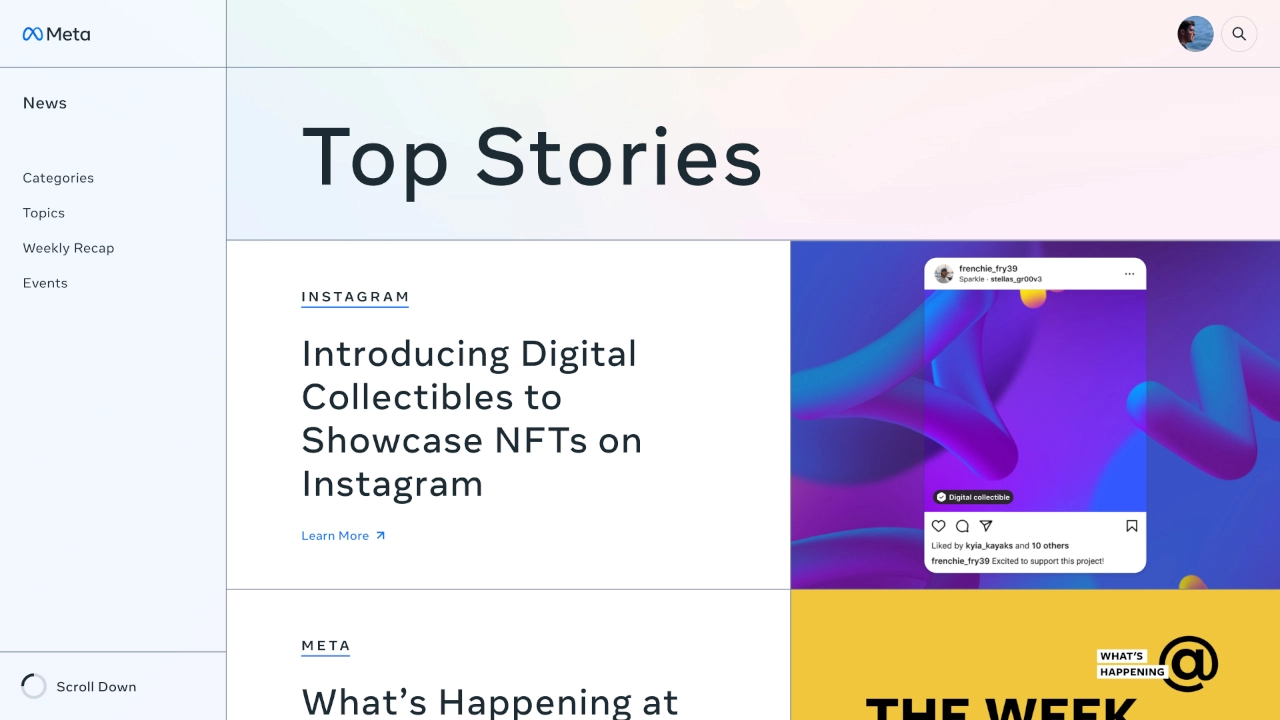 Meta
News
Categories
Topics
Weekly Recap
Events
Scroll Down
Top Stories
INSTAGRAM
Introducing Digital
Collectibles to
Showcase NFTs on
Instagram
Learn More
frenchie_fry39
Sparkle · stellas_gr00v3
Digital collectible
Liked by kyia_kayaks and 10 others
frenchie_fry39 Excited to support this project!
META
What’s Happening at
WHAT’S
HAPPENING @
THE WEEK